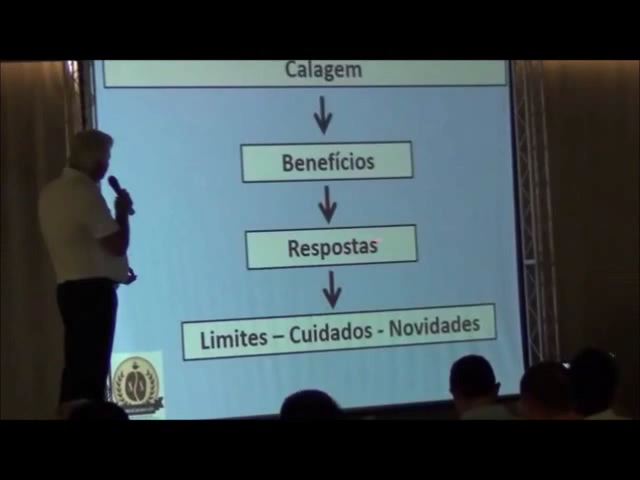 Calagem
Benefícios
Respostas
Limites – Cuidados - Novidades